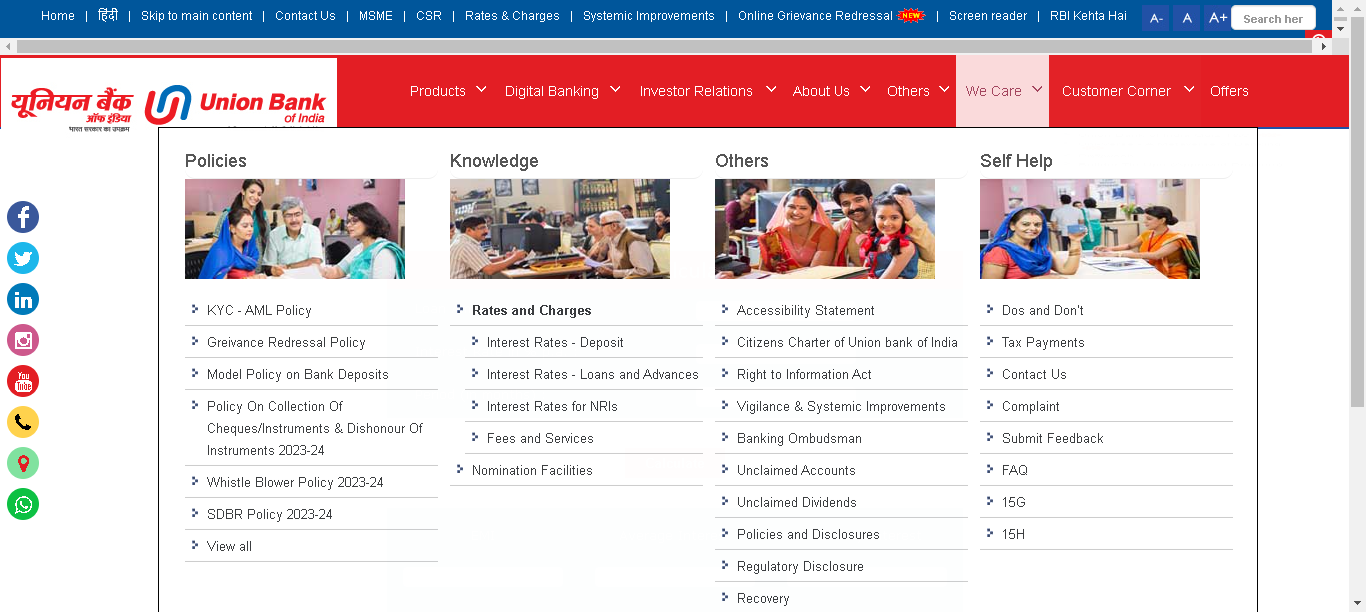 Home | हिंदी | Skip to main content | Contact Us | MSME | CSR | Rates & Charges | Systemic Improvements | Online Grievance Redressal NEW | Screen reader | RBI Kehta Hai A- A A+ Search her
यूनियन बैंक Union Bank
ऑफ इंडिया of India
भारत सरकार का उपक्रम
Products Digital Banking Investor Relations About Us Others We Care Customer Corner Offers
Policies
KYC - AML Policy
Greivance Redressal Policy
Model Policy on Bank Deposits
Policy On Collection Of
Cheques/Instruments & Dishonour Of
Instruments 2023-24
Whistle Blower Policy 2023-24
SDBR Policy 2023-24
View all
Knowledge
Rates and Charges
Interest Rates - Deposit
Interest Rates - Loans and Advances
Interest Rates for NRIs
Fees and Services
Nomination Facilities
Others
Accessibility Statement
Citizens Charter of Union bank of India
Right to Information Act
Vigilance & Systemic Improvements
Banking Ombudsman
Unclaimed Accounts
Unclaimed Dividends
Policies and Disclosures
Regulatory Disclosure
Recovery
Self Help
Dos and Don't
Tax Payments
Contact Us
Complaint
Submit Feedback
FAQ
15G
15H
You
Tube